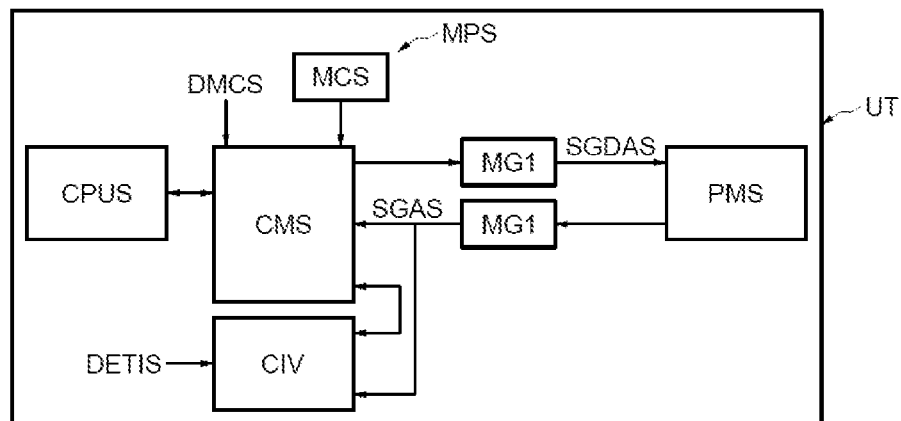 MPS
MCS
DMCS
UT
MG1
SGDAS
CPUS
CMS
SGAS
MG1
PMS
DETIS
CIV